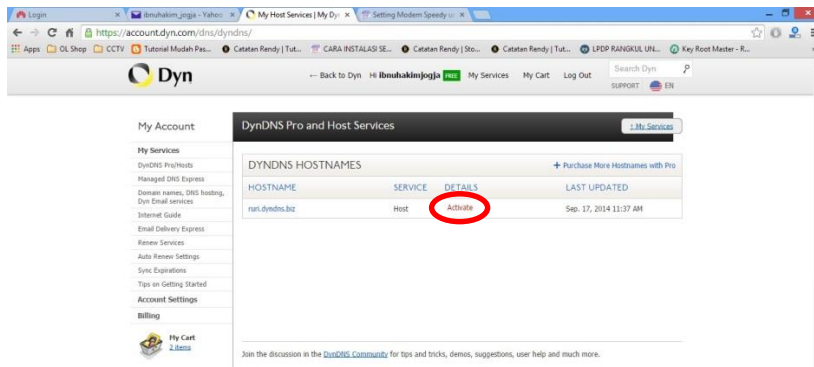 Login
ibnuhakim_jogja - Yahoo
My Host Services | My Dy
Setting Modem Speedy u
https://account.dyn.com/dns/dyndns/
Apps OL Shop CCTV Tutorial Mudah Pas... Catatan Rendy | Tut... CARA INSTALASI SE... Catatan Rendy | Sto... Catatan Rendy | Tut... LPDP RANGKUL UN... Key Root Master - R...
Dyn
← Back to Dyn Hi ibnuhakimjogja FREE My Services My Cart Log Out
Search Dyn
SUPPORT EN
My Account
My Services
DynDNS Pro/Hosts
Managed DNS Express
Domain names, DNS hosting,
Dyn Email services
Internet Guide
Email Delivery Express
Renew Services
Auto Renew Settings
Sync Expirations
Tips on Getting Started
Account Settings
Billing
My Cart
2 items
DynDNS Pro and Host Services
My Services
DYNDNS HOSTNAMES
+ Purchase More Hostnames with Pro
HOSTNAME SERVICE DETAILS LAST UPDATED
ruri.dyndns.biz Host Activate Sep. 17, 2014 11:37 AM
Join the discussion in the DynDNS Community for tips and tricks, demos, suggestions, user help and much more.